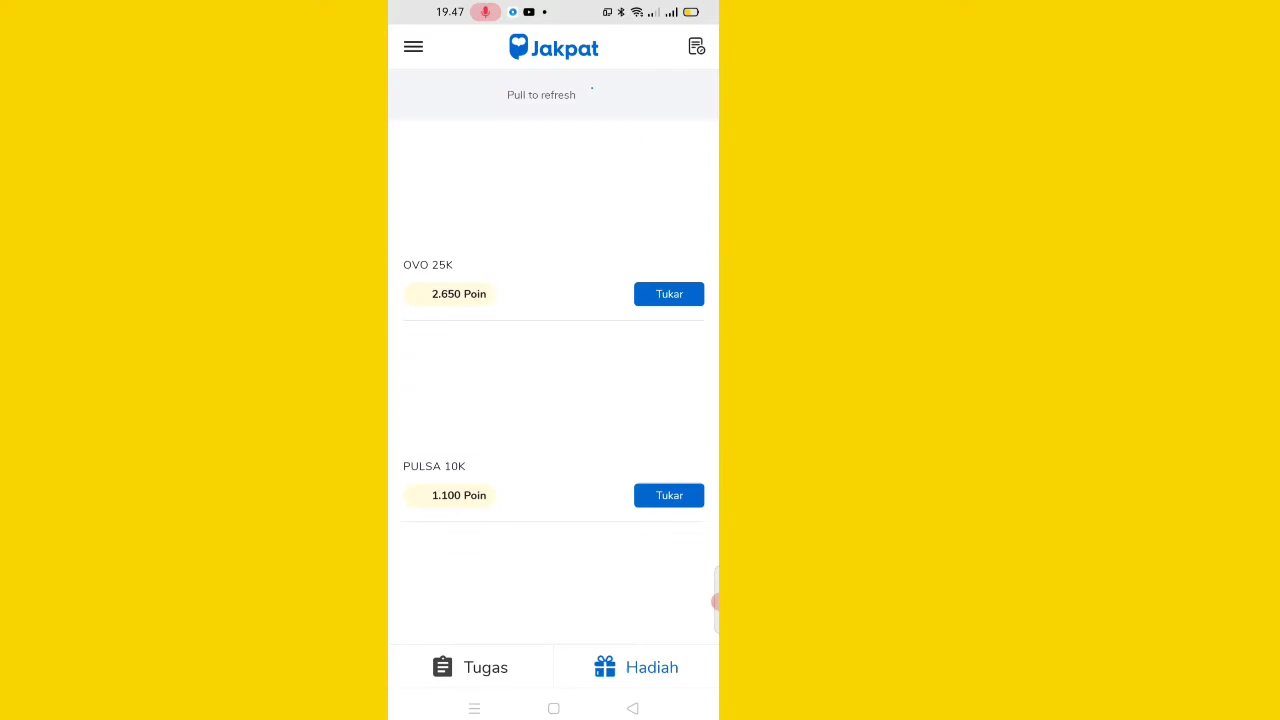 19.47
Jakpat
Pull to refresh
OVO 25K
2.650 Poin
Tukar
PULSA 10K
1.100 Poin
Tukar
Tugas
Hadiah